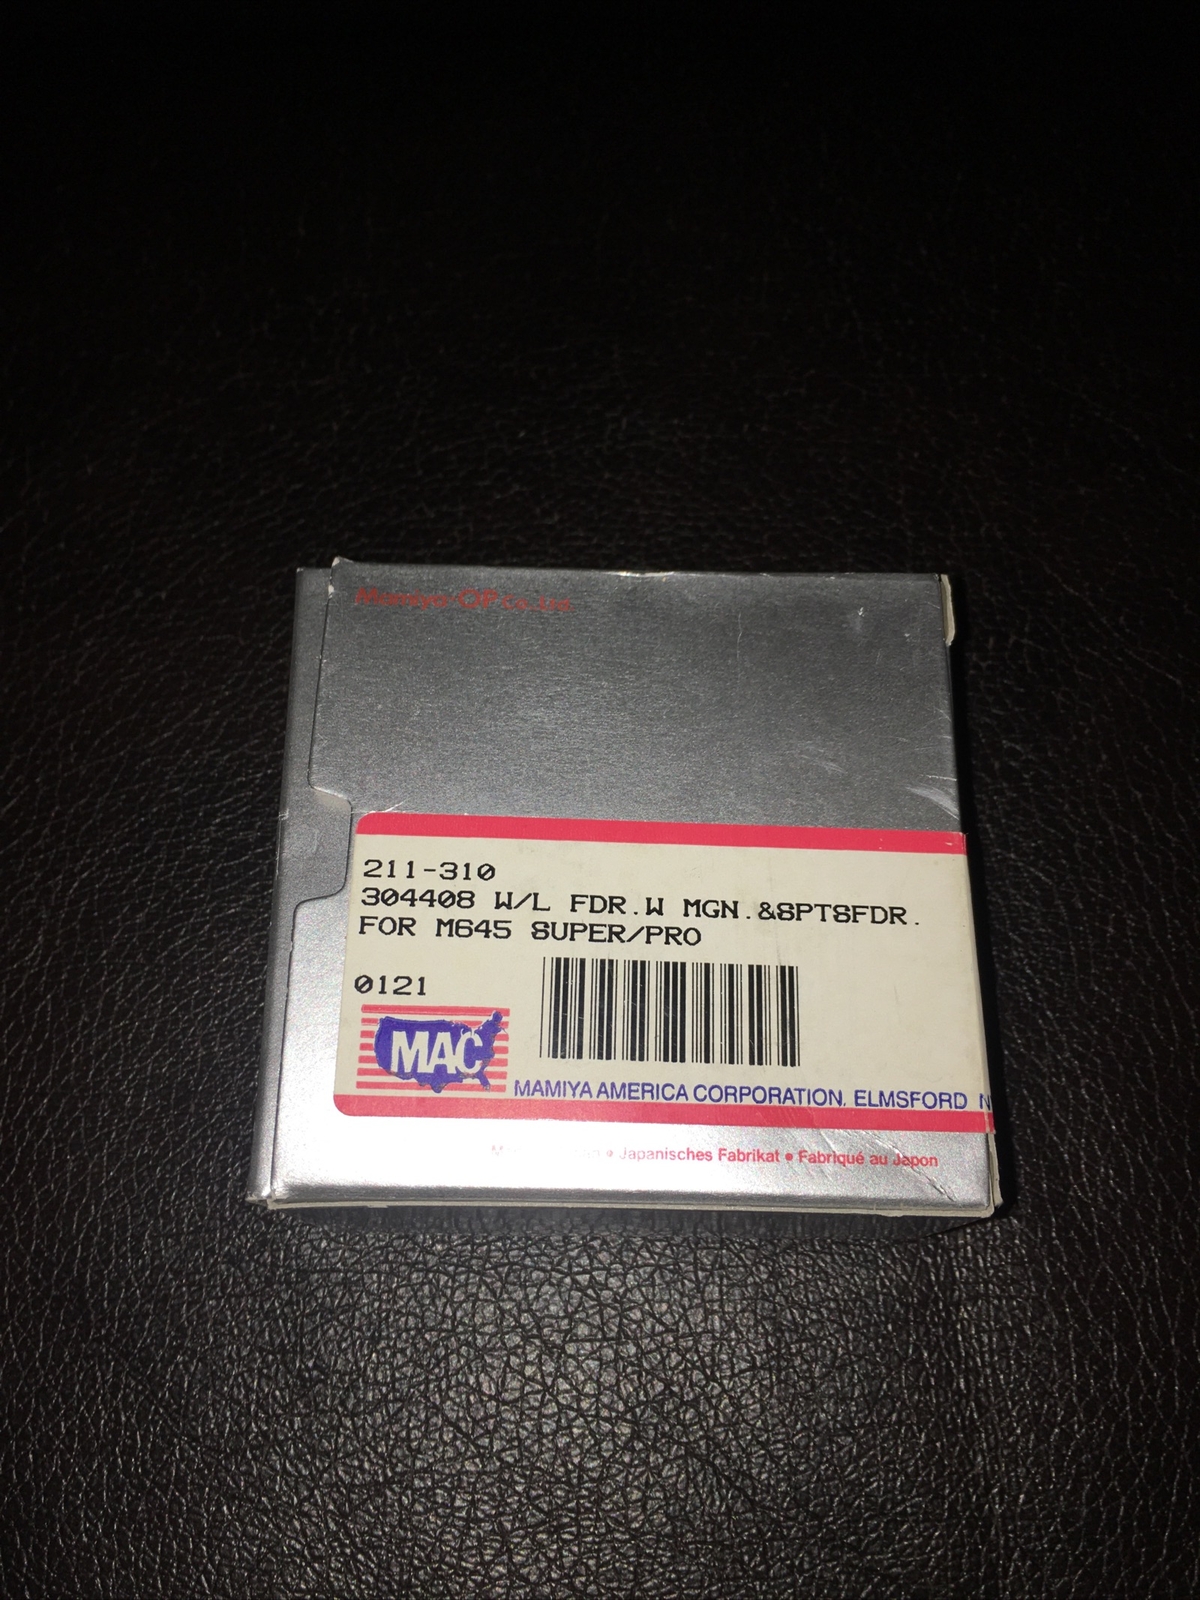 Mamiya-OP Co., Ltd.
211-310
304408 W/L FDR.W MGN.&SPTSFDR.
FOR M645 SUPER/PRO
0121
MAC
MAMIYA AMERICA CORPORATION, ELMSFORD N
• Japanisches Fabrikat • Fabriqué au Japon